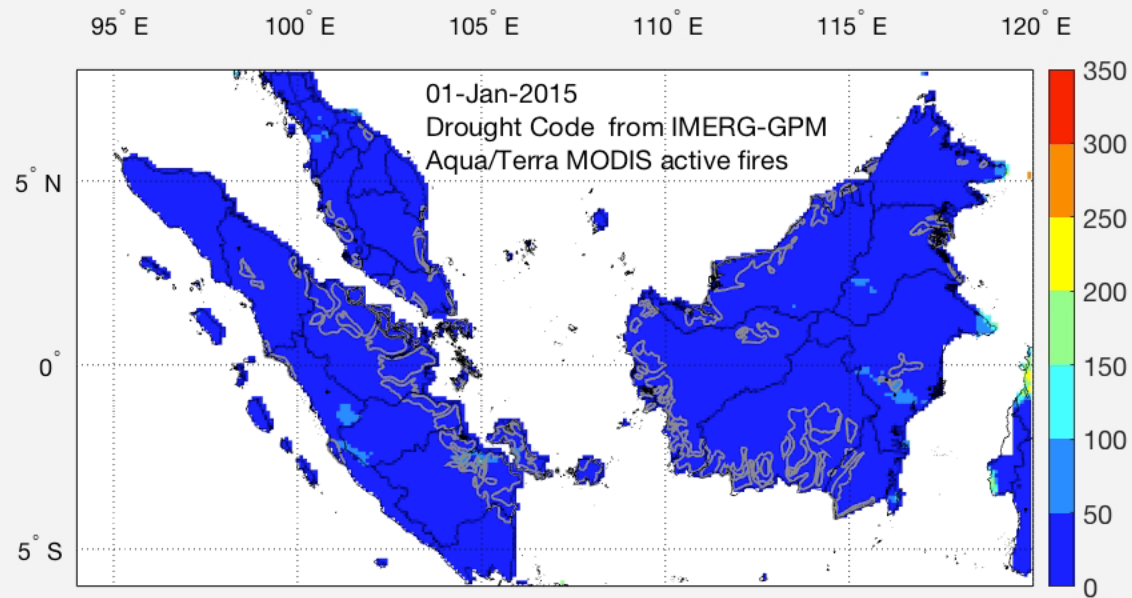 95° E 100° E 105° E 110° E 115° E 120° E
01-Jan-2015
Drought Code from IMERG-GPM
Aqua/Terra MODIS active fires
5° N
0°
5° S
350
300
250
200
150
100
50
0